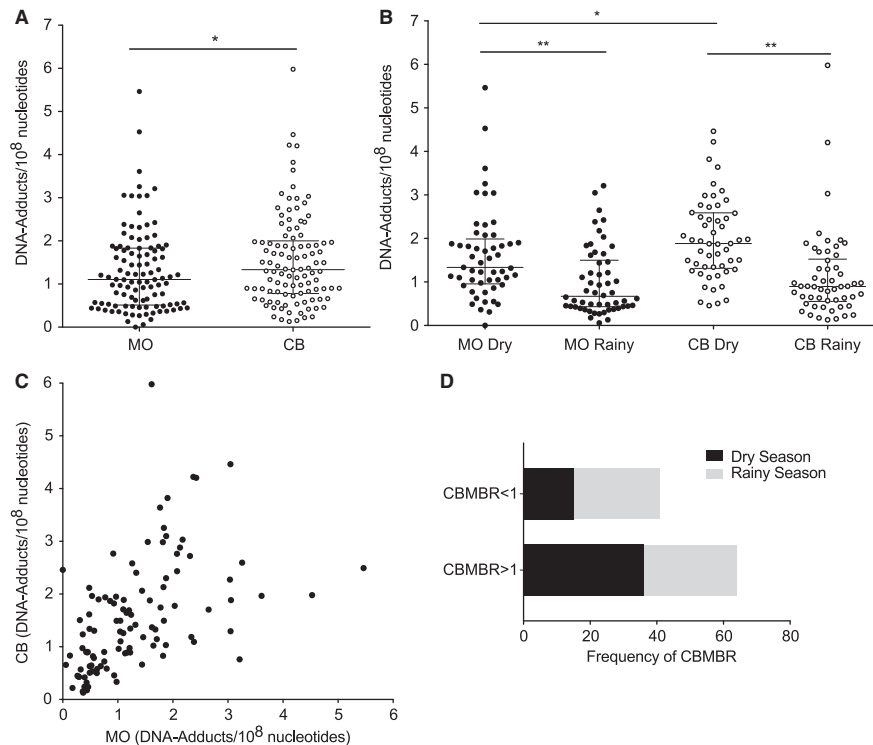 A
DNA-Adducts/10⁸ nucleotides
7
6
5
4
3
2
1
0
*
MO CB
B
DNA-Adducts/10⁸ nucleotides
7
6
5
4
3
2
1
0
*
** **
MO Dry MO Rainy CB Dry CB Rainy
C
CB (DNA-Adducts/10⁸ nucleotides)
6
5
4
3
2
1
0
0 1 2 3 4 5 6
MO (DNA-Adducts/10⁸ nucleotides)
D
Dry Season
Rainy Season
CBMBR<1
CBMBR>1
0 20 40 60 80
Frequency of CBMBR